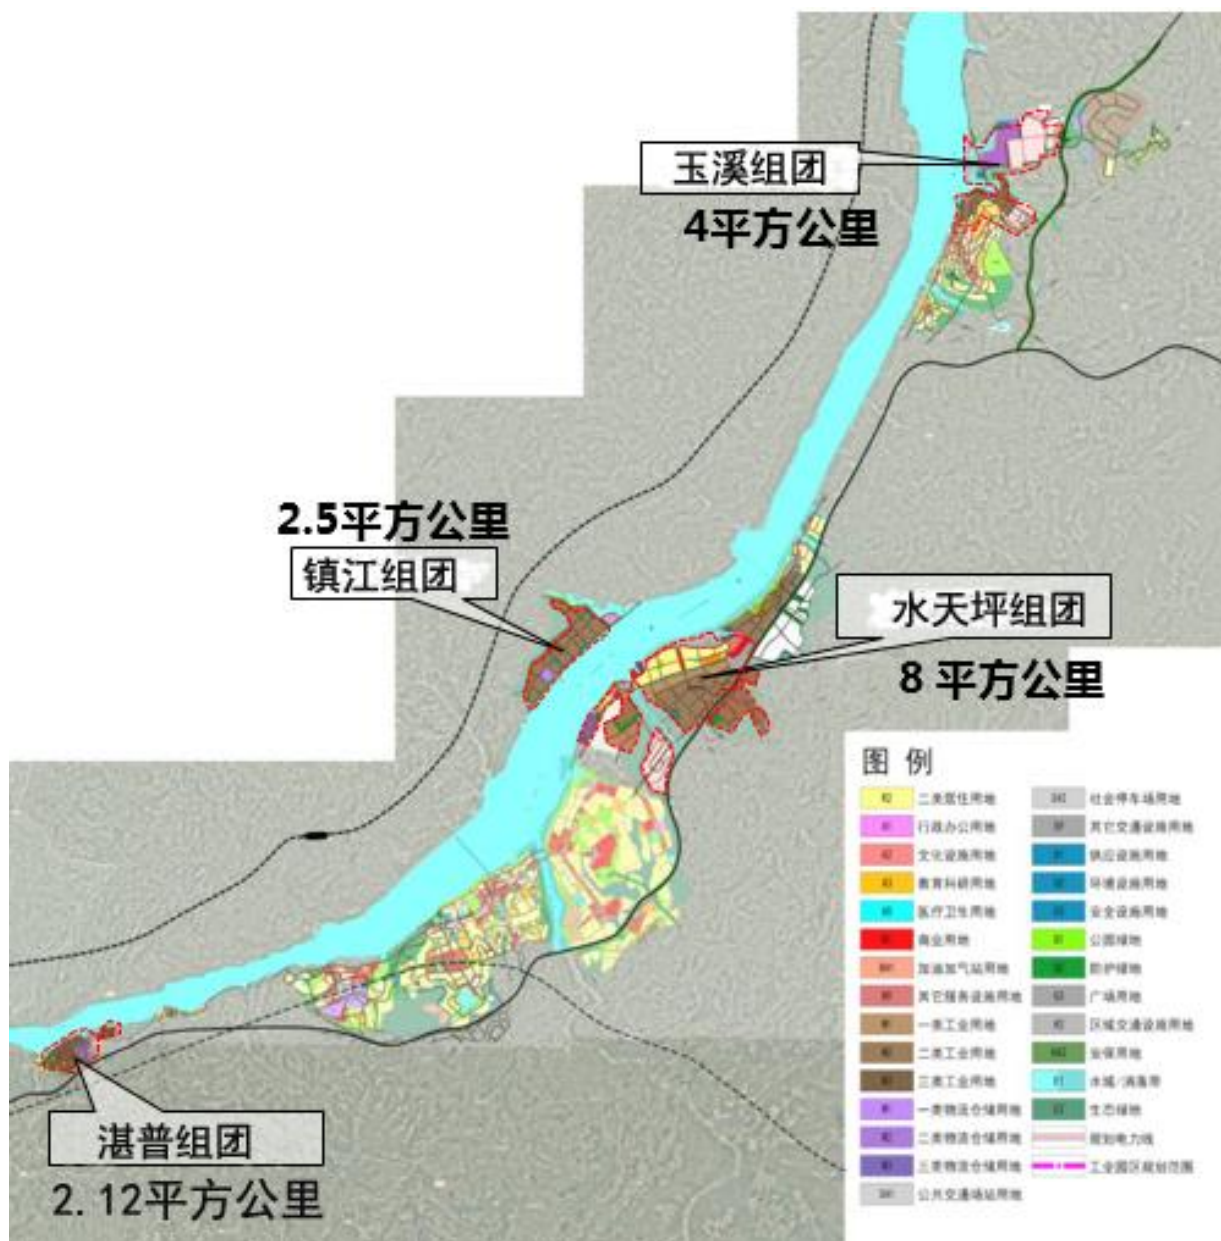 玉溪组团
4平方公里
2.5平方公里
镇江组团
水天坪组团
8 平方公里
湛普组团
2.12平方公里
图 例
二类居住用地
行政办公用地
文化设施用地
教育科研用地
医疗卫生用地
商业用地
加油加气站用地
其它服务设施用地
一类工业用地
二类工业用地
三类工业用地
一类物流仓储用地
二类物流仓储用地
三类物流仓储用地
公共交通场站用地
社会停车场用地
其它交通设施用地
供应设施用地
环境设施用地
安全设施用地
公园绿地
防护绿地
广场用地
区域交通设施用地
安保用地
水域/消落带
生态绿地
规划电力线
工业园区规划范围